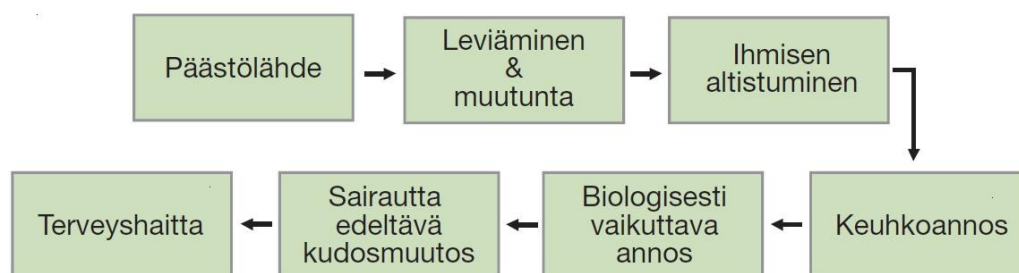 Päästölähde
Leviäminen
&
muutunta
Ihmisen
altistuminen
Keuhkoannos
Biologisesti
vaikuttava
annos
Sairautta
edeltävä
kudosmuutos
Terveyshaitta